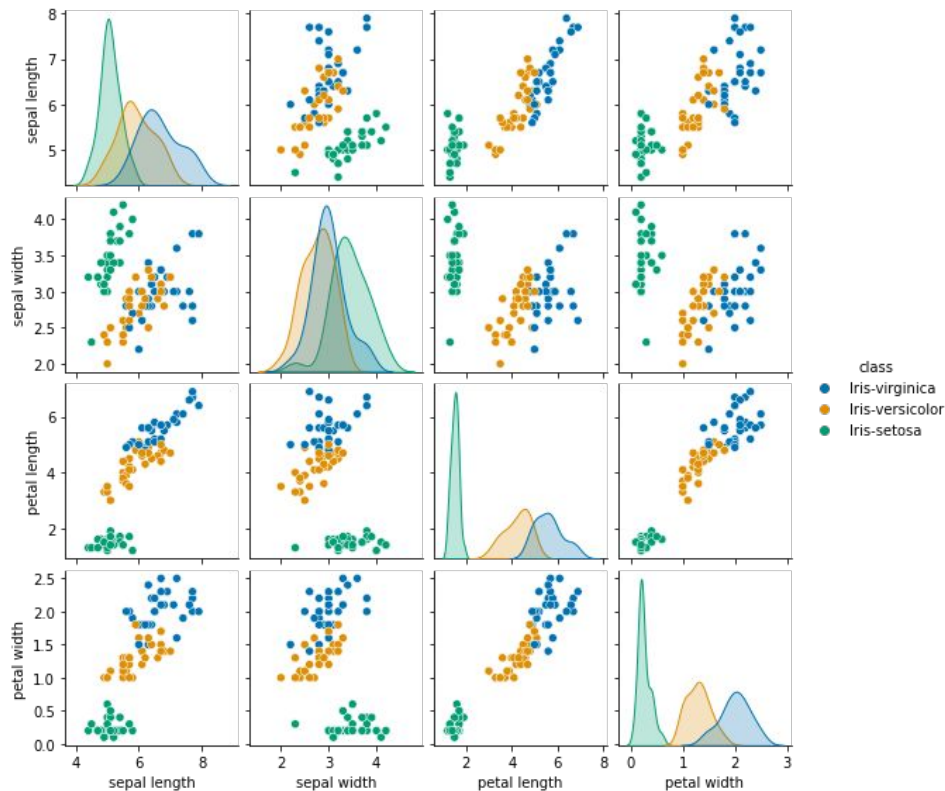 8
7
6
5
sepal length
4.0
3.5
3.0
2.5
2.0
sepal width
class
Iris-virginica
Iris-versicolor
Iris-setosa
6
4
2
petal length
2.5
2.0
1.5
1.0
0.5
0.0
petal width
4 6 8
2 3 4
2 4 6 8
0 1 2 3
sepal length
sepal width
petal length
petal width